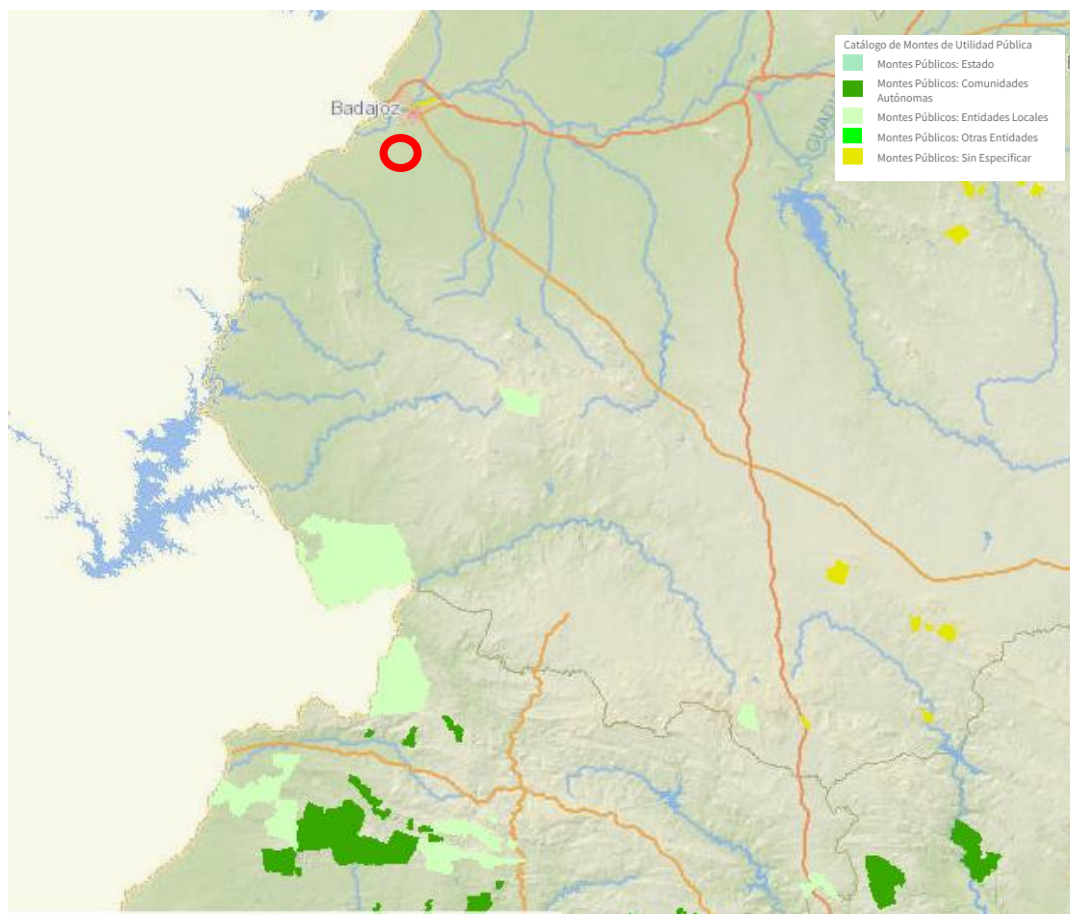 Catálogo de Montes de Utilidad Pública
Montes Públicos: Estado
Montes Públicos: Comunidades
Autónomas
Montes Públicos: Entidades Locales
Montes Públicos: Otras Entidades
Montes Públicos: Sin Especificar
Badajoz